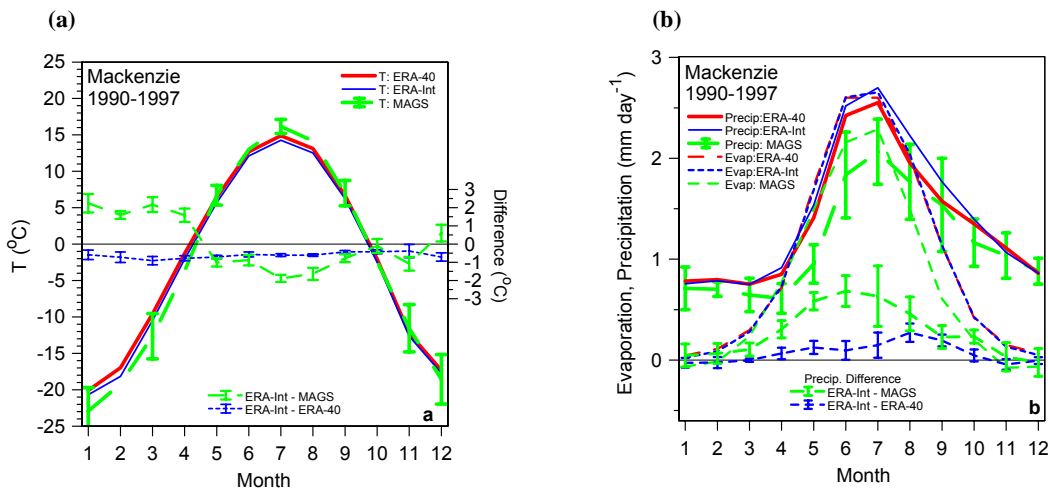 (a)
Mackenzie
1990-1997
T: ERA-40
T: ERA-Int
T: MAGS
25
20
15
10
5
0
-5
-10
-15
-20
-25
T (°C)
3
2
1
0
-1
-2
-3
Difference (°C)
ERA-Int - MAGS
ERA-Int - ERA-40
a
1 2 3 4 5 6 7 8 9 10 11 12
Month
(b)
Mackenzie
1990-1997
Precip:ERA-40
Precip:ERA-Int
Precip: MAGS
Evap:ERA-40
Evap:ERA-Int
Evap: MAGS
3
2
1
0
Evaporation, Precipitation (mm day⁻¹)
Precip. Difference
ERA-Int - MAGS
ERA-Int - ERA-40
b
1 2 3 4 5 6 7 8 9 10 11 12
Month